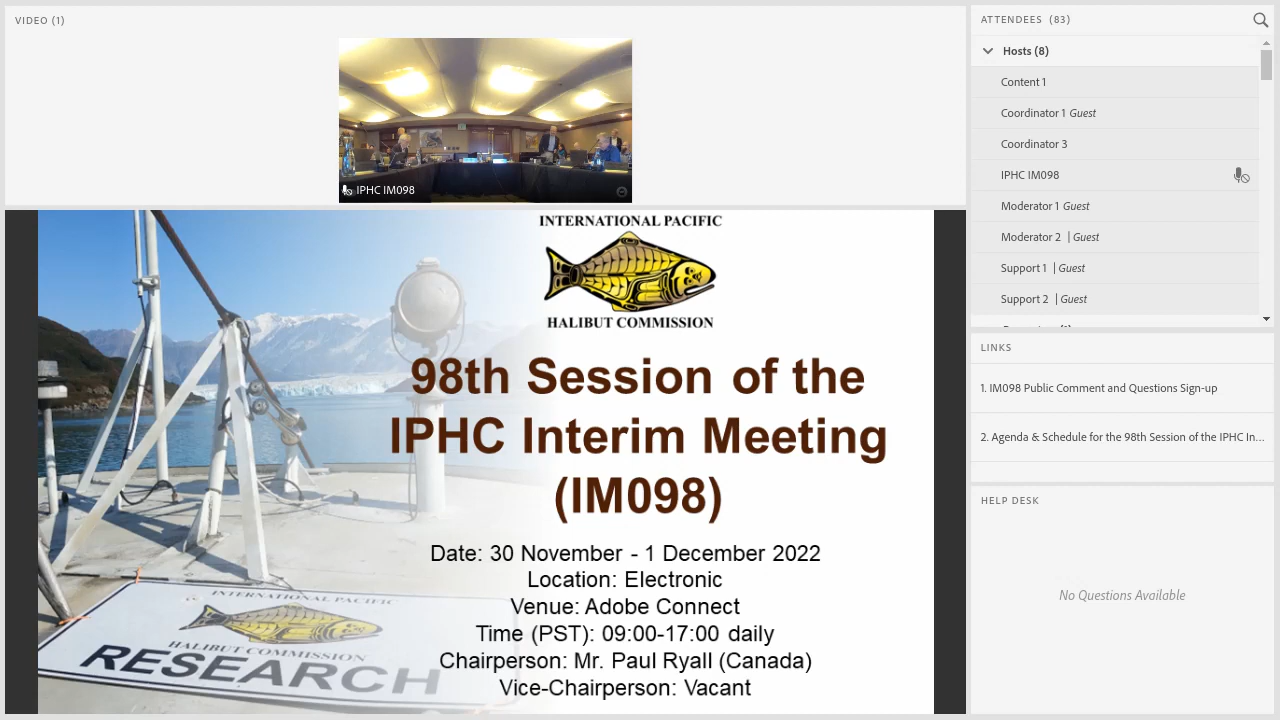 VIDEO (1)
IPHC IM098
INTERNATIONAL PACIFIC
HALIBUT COMMISSION
98th Session of the
IPHC Interim Meeting
(IM098)
Date: 30 November - 1 December 2022
Location: Electronic
Venue: Adobe Connect
Time (PST): 09:00-17:00 daily
Chairperson: Mr. Paul Ryall (Canada)
Vice-Chairperson: Vacant
INTERNATIONAL PACIFIC
HALIBUT COMMISSION
RESEARCH
ATTENDEES (83)
Hosts (8)
Content 1
Coordinator 1 Guest
Coordinator 3
IPHC IM098
Moderator 1 Guest
Moderator 2 | Guest
Support 1 | Guest
Support 2 | Guest
LINKS
1. IM098 Public Comment and Questions Sign-up
2. Agenda & Schedule for the 98th Session of the IPHC In...
HELP DESK
No Questions Available